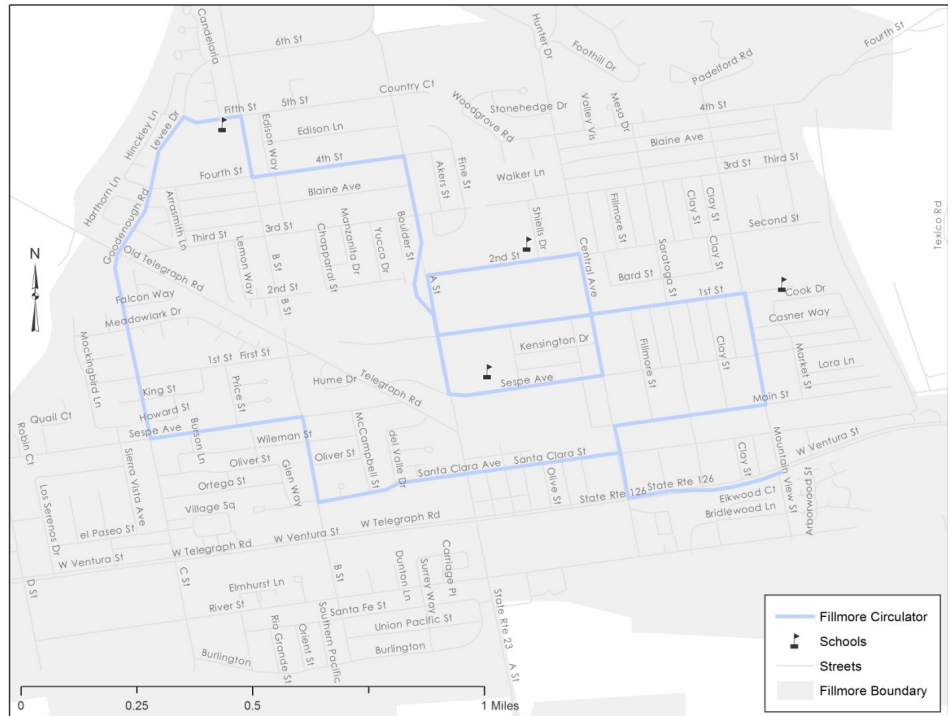 Candelaria
6th St
Hunter Dr
Foothill Dr
Padelford Rd
Fourth St
Hinckley Ln
Levee Dr
Fifth St
5th St
Country Ct
Woodgrove Rd
Stonehedge Dr
Valley Vis
Mesa Dr
4th St
Edison Way
Edison Ln
Blaine Ave
Harthorn Ln
Fourth St
4th St
Akers St
Fine St
Walker Ln
3rd St
Third St
Goodenough Rd
Arrasmith Ln
Blaine Ave
Texico Rd
Third St
3rd St
Chapparral St
Manzanita Dr
Yucca Dr
Boulder St
Shiells Dr
Fillmore St
Clay St
Clay St
Second St
N
Old Telegraph Rd
Lemon Way
B St
2nd St
Central Ave
Saratoga St
Clay St
Falcon Way
2nd St
B St
A St
Bard St
1st St
Cook Dr
Meadowlark Dr
Casner Way
Mockingbird Ln
1st St
First St
Kensington Dr
Fillmore St
Clay St
Market St
Lora Ln
King St
Price St
Hume Dr
Telegraph Rd
Sespe Ave
Quail Ct
Howard St
Main St
Robin Ct
Sespe Ave
Burson Ln
Wileman St
McCampbell St
del Valle Dr
W Ventura St
Sierra Vista Ave
Oliver St
Glen Way
Oliver St
Santa Clara Ave
Santa Clara St
Clay St
Mountain View St
Los Serenos Dr
Ortega St
Olive St
State Rte 126
State Rte 126
Elkwood Ct
Arborwood St
Village Sq
Bridlewood Ln
el Paseo St
W Telegraph Rd
W Ventura St
W Telegraph Rd
W Ventura St
D St
C St
Elmhurst Ln
B St
Dunton Ln
Surrey Way
Carriage Pl
River St
Santa Fe St
State Rte 23
Rio Grande St
Orient St
Southern Pacific
Union Pacific St
Burlington
Burlington
A St
Fillmore Circulator
Schools
Streets
Fillmore Boundary
0 0.25 0.5 1 Miles